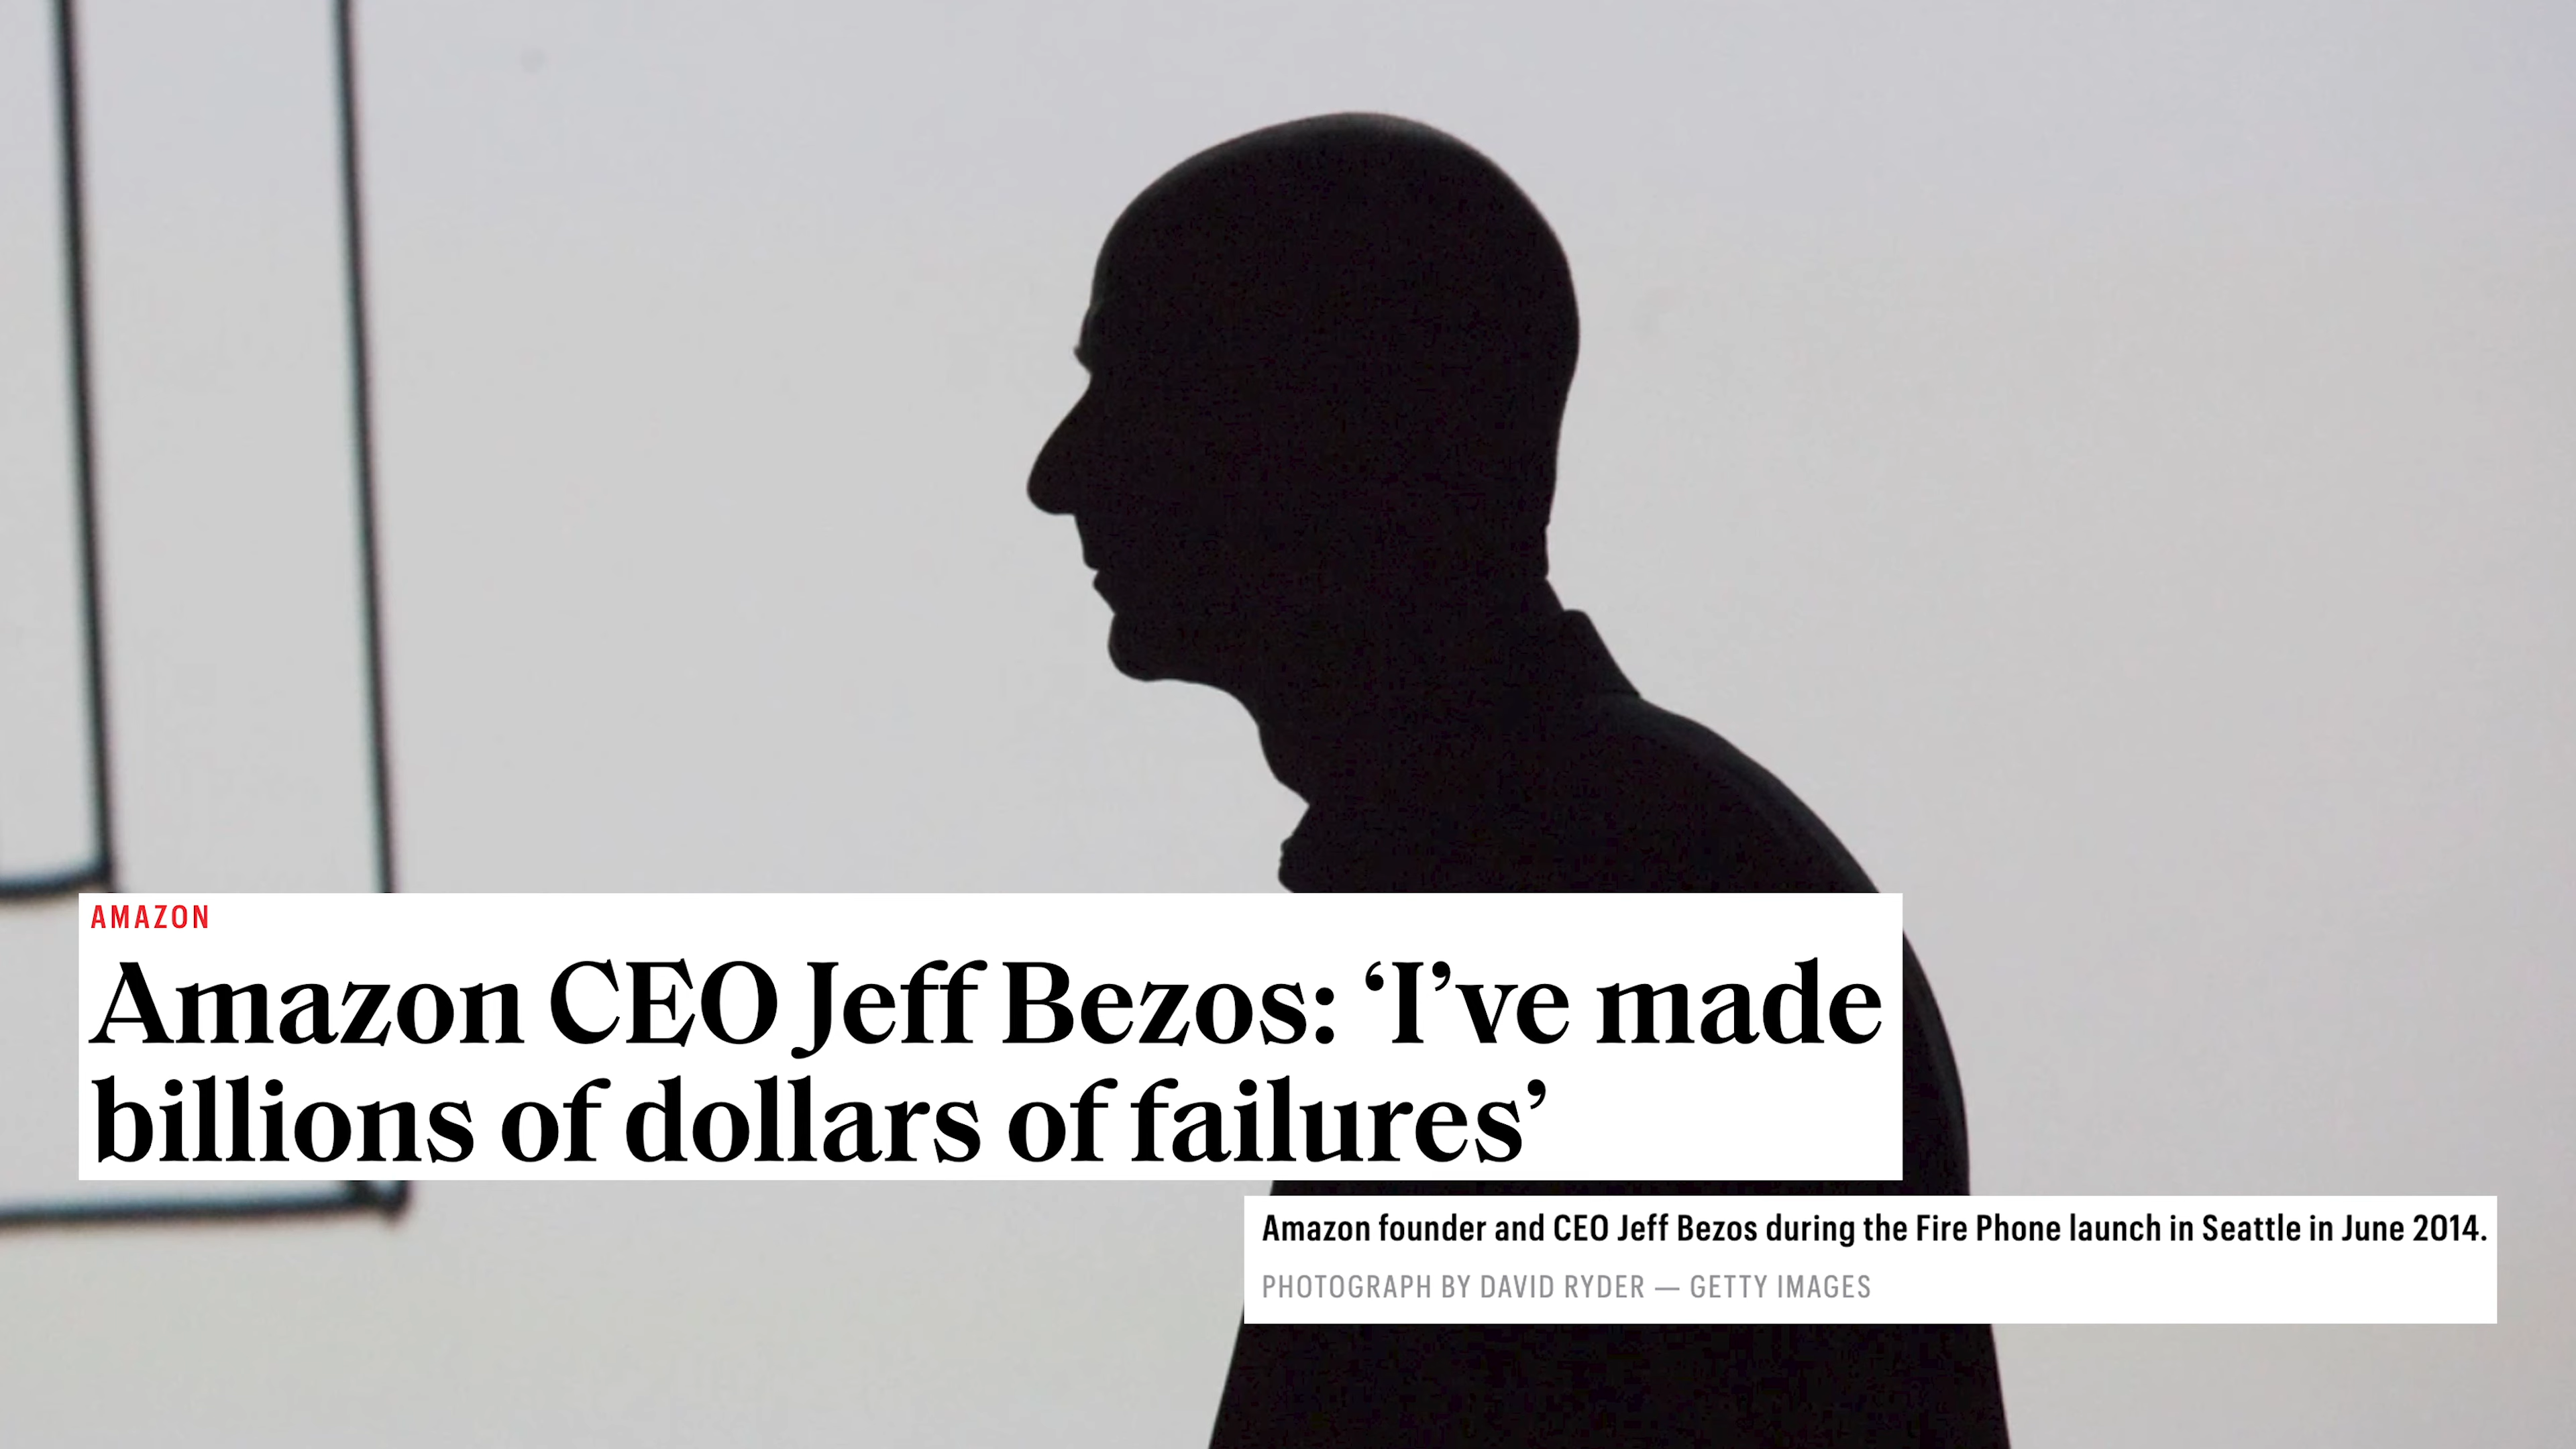 AMAZON
Amazon CEO Jeff Bezos: ‘I’ve made
billions of dollars of failures’
Amazon founder and CEO Jeff Bezos during the Fire Phone launch in Seattle in June 2014.
PHOTOGRAPH BY DAVID RYDER — GETTY IMAGES